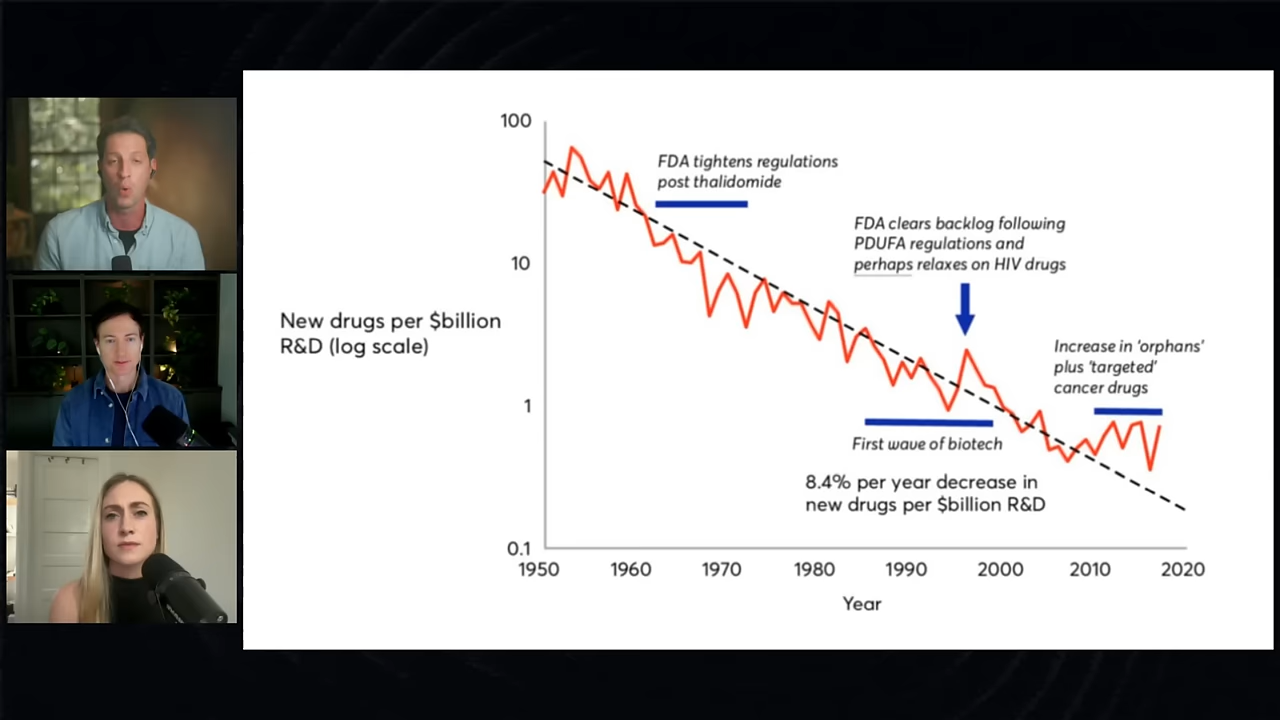 100
10
1
0.1
New drugs per $billion
R&D (log scale)
FDA tightens regulations
post thalidomide
FDA clears backlog following
PDUFA regulations and
perhaps relaxes on HIV drugs
Increase in 'orphans'
plus 'targeted'
cancer drugs
First wave of biotech
8.4% per year decrease in
new drugs per $billion R&D
1950 1960 1970 1980 1990 2000 2010 2020
Year